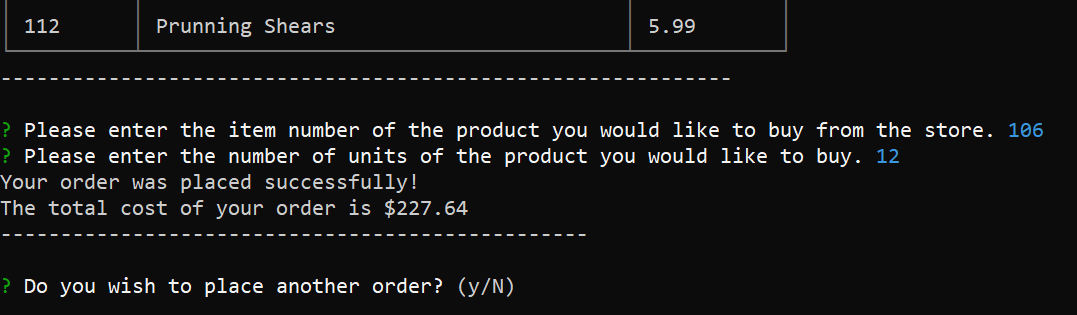 112 Prunning Shears 5.99
-------------------------------------------------------------
? Please enter the item number of the product you would like to buy from the store. 106
? Please enter the number of units of the product you would like to buy. 12
Your order was placed successfully!
The total cost of your order is $227.64
-------------------------------------------------
? Do you wish to place another order? (y/N)